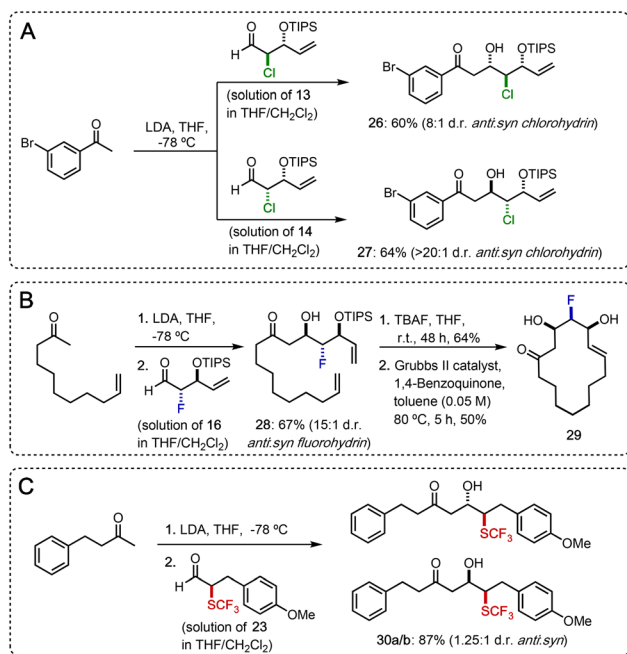 A
O OTIPS
H
Cl
(solution of 13
in THF/CH2Cl2)
O OH OTIPS
Br
Cl
26: 60% (8:1 d.r. anti:syn chlorohydrin)
O
Br
LDA, THF,
-78 ºC
O OTIPS
H
Cl
(solution of 14
in THF/CH2Cl2)
O OH OTIPS
Br
Cl
27: 64% (>20:1 d.r. anti:syn chlorohydrin)
B
O
1. LDA, THF,
-78 ºC
2. O OTIPS
H
F
(solution of 16
in THF/CH2Cl2)
O OH OTIPS
F
28: 67% (15:1 d.r.
anti:syn fluorohydrin)
1. TBAF, THF,
r.t., 48 h, 64%
2. Grubbs II catalyst,
1,4-Benzoquinone,
toluene (0.05 M)
80 ºC, 5 h, 50%
F
HO OH
O
29
C
O
1. LDA, THF, -78 ºC
2. O
H
SCF3
OMe
(solution of 23
in THF/CH2Cl2)
O OH
SCF3
OMe
O OH
SCF3
OMe
30a/b: 87% (1.25:1 d.r. anti:syn)